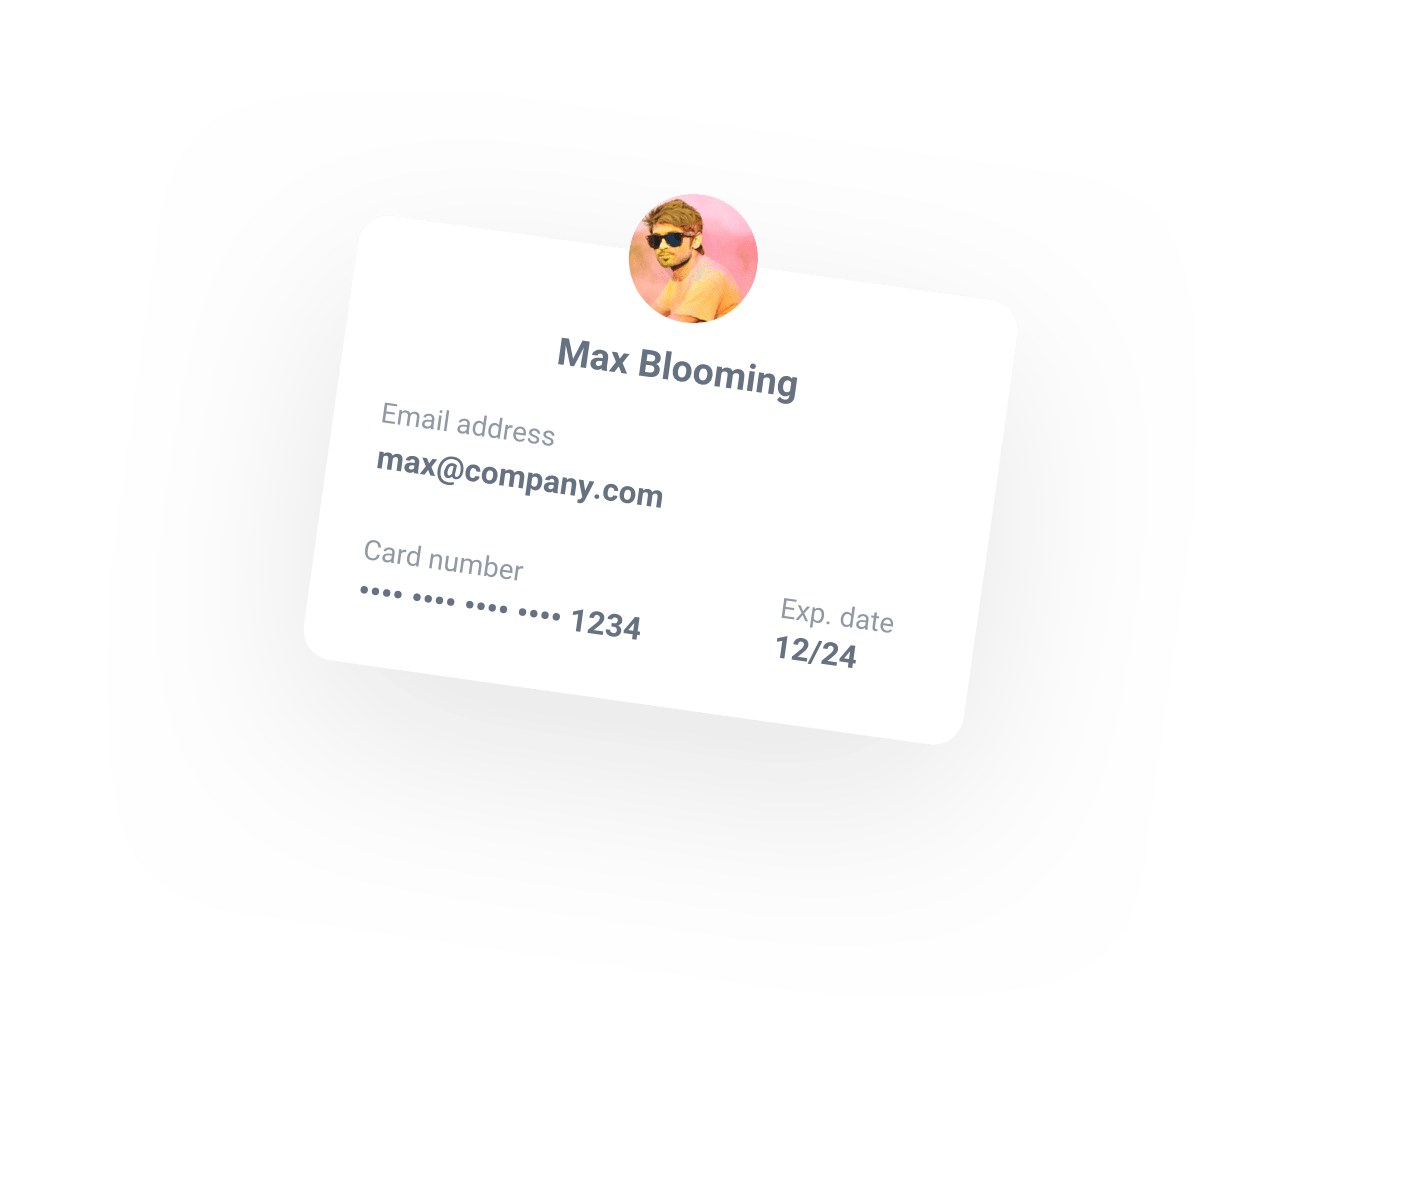 Max Blooming
Email address
max@company.com
Card number
•••• •••• •••• •••• 1234
Exp. date
12/24